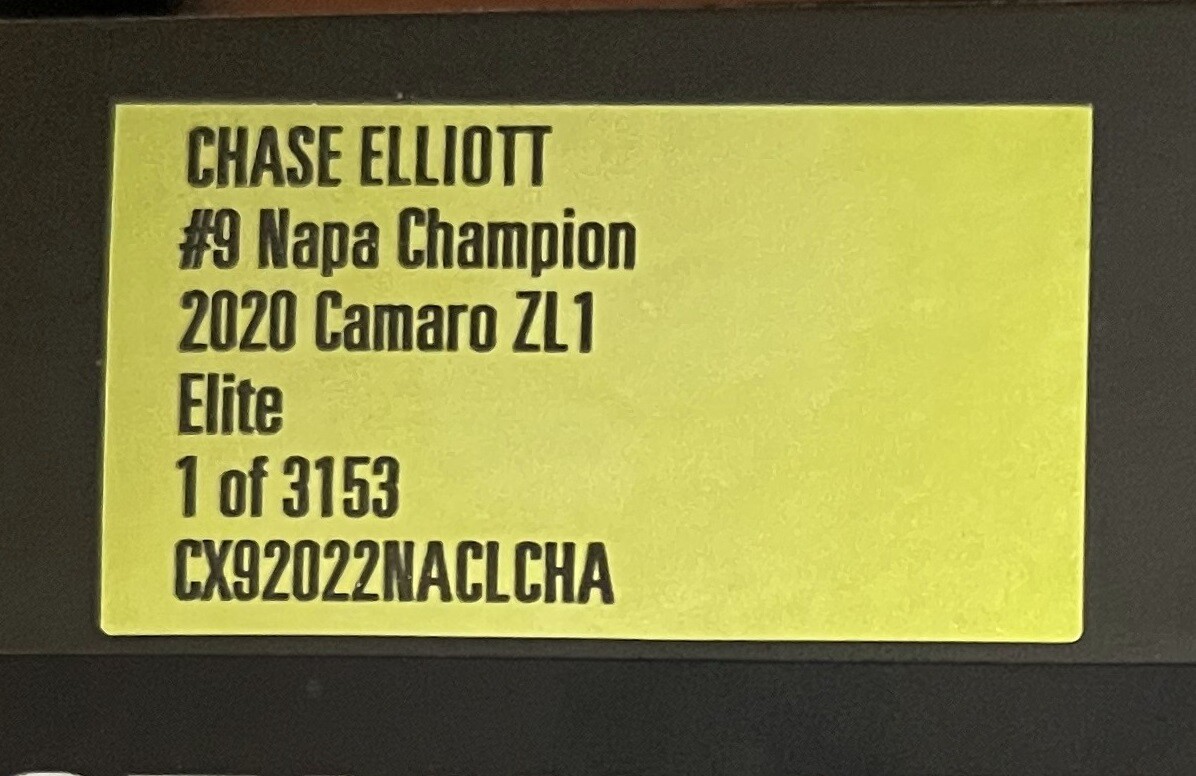 CHASE ELLIOTT
#9 Napa Champion
2020 Camaro ZL1
Elite
1 of 3153
CX92022NACLCHA